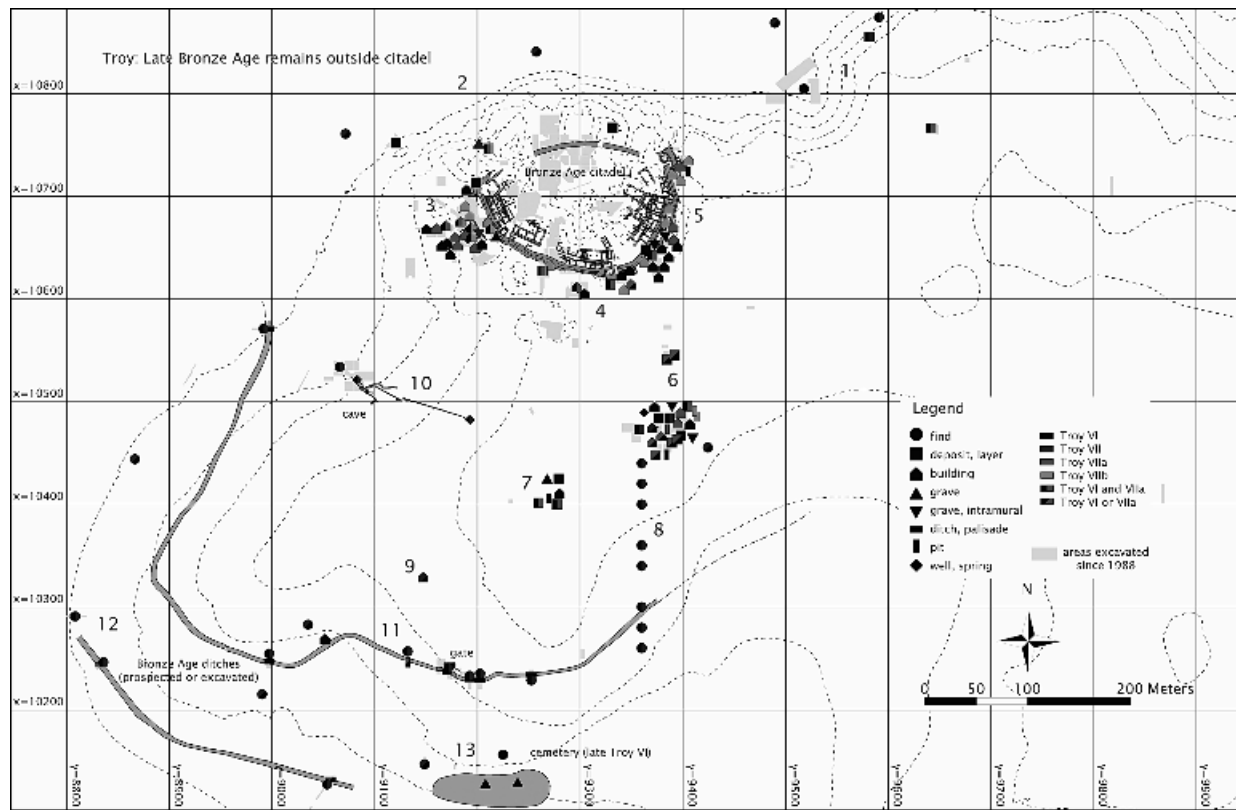 Troy: Late Bronze Age remains outside citadel
1
2
x=10800
Bronze Age citadel
x=10700
3
5
x=10600
4
10
6
x=10500
cave
Legend
find
deposit, layer
building
grave
grave, intramural
ditch, palisade
pit
well, spring
Troy VI
Troy VII
Troy VIIa
Troy VIIb
Troy VI and VIIa
Troy VI or VIIa
areas excavated
since 1988
7
x=10400
8
9
N
x=10300
12
11
gate
Bronze Age ditches
(prospected or excavated)
0 50 100 200 Meters
x=10200
13
cemetery (late Troy VI)
y=8800
y=8900
y=9000
y=9100
y=9300
y=9400
y=9500
y=9600
y=9700
y=9800
y=9900